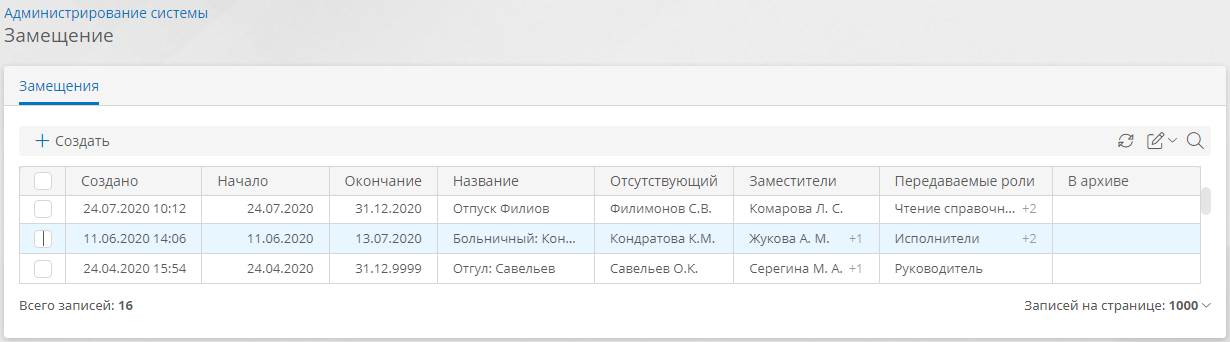 Администрирование системы
Замещение
Замещения
Создать
Создано Начало Окончание Название Отсутствующий Заместители Передаваемые роли В архиве
24.07.2020 10:12 24.07.2020 31.12.2020 Отпуск Филиов Филимонов С.В. Комарова Л. С. Чтение справочн... +2
11.06.2020 14:06 11.06.2020 13.07.2020 Больничный: Кон... Кондратова К.М. Жукова А. М. +1 Исполнители +2
24.04.2020 15:54 24.04.2020 31.12.9999 Отгул: Савельев Савельев О.К. Серегина М. А. +1 Руководитель
Всего записей: 16 Записей на странице: 1000